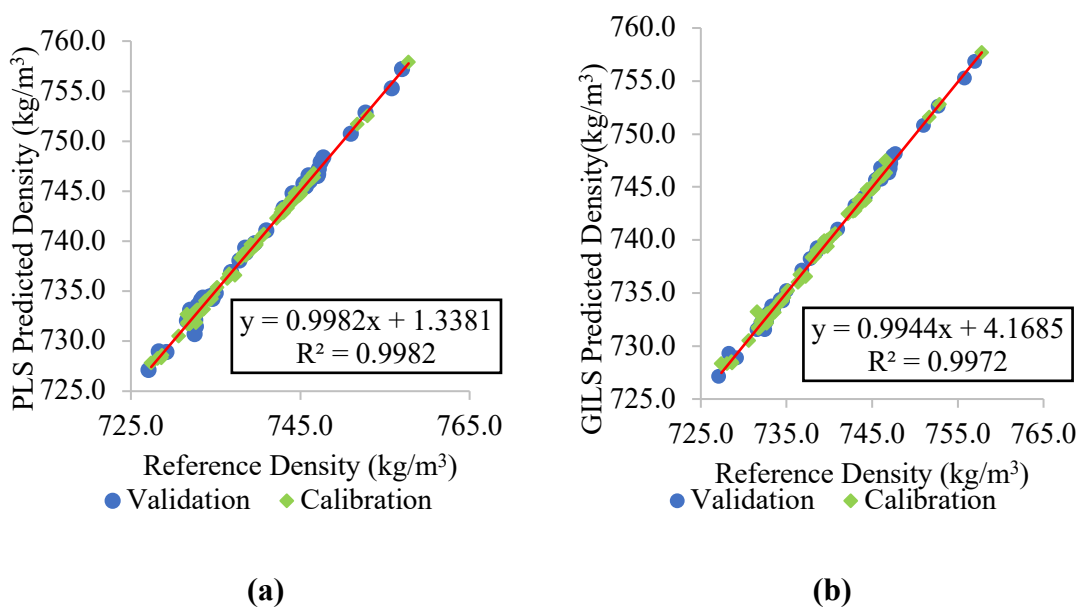 PLS Predicted Density (kg/m³)
760.0
755.0
750.0
745.0
740.0
735.0
730.0
725.0
y = 0.9982x + 1.3381
R² = 0.9982
725.0 745.0 765.0
Reference Density (kg/m³)
Validation Calibration
(a)
GILS Predicted Density(kg/m³)
760.0
755.0
750.0
745.0
740.0
735.0
730.0
725.0
y = 0.9944x + 4.1685
R² = 0.9972
725.0 735.0 745.0 755.0 765.0
Reference Density (kg/m³)
Validation Calibration
(b)